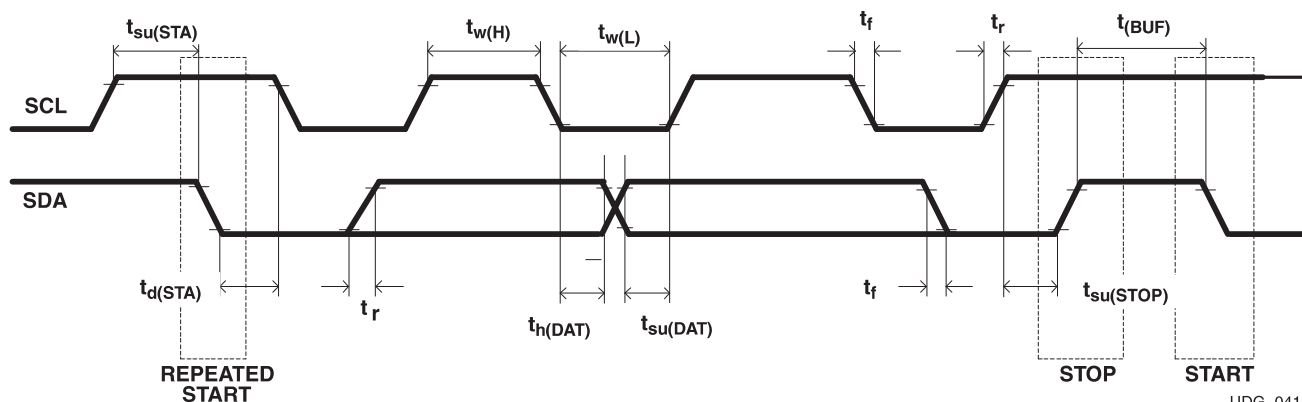 tsu(STA)
tw(H)
tw(L)
tf
tr
t(BUF)
SCL
SDA
td(STA)
tr
th(DAT)
tsu(DAT)
tf
tsu(STOP)
REPEATED
START
STOP
START